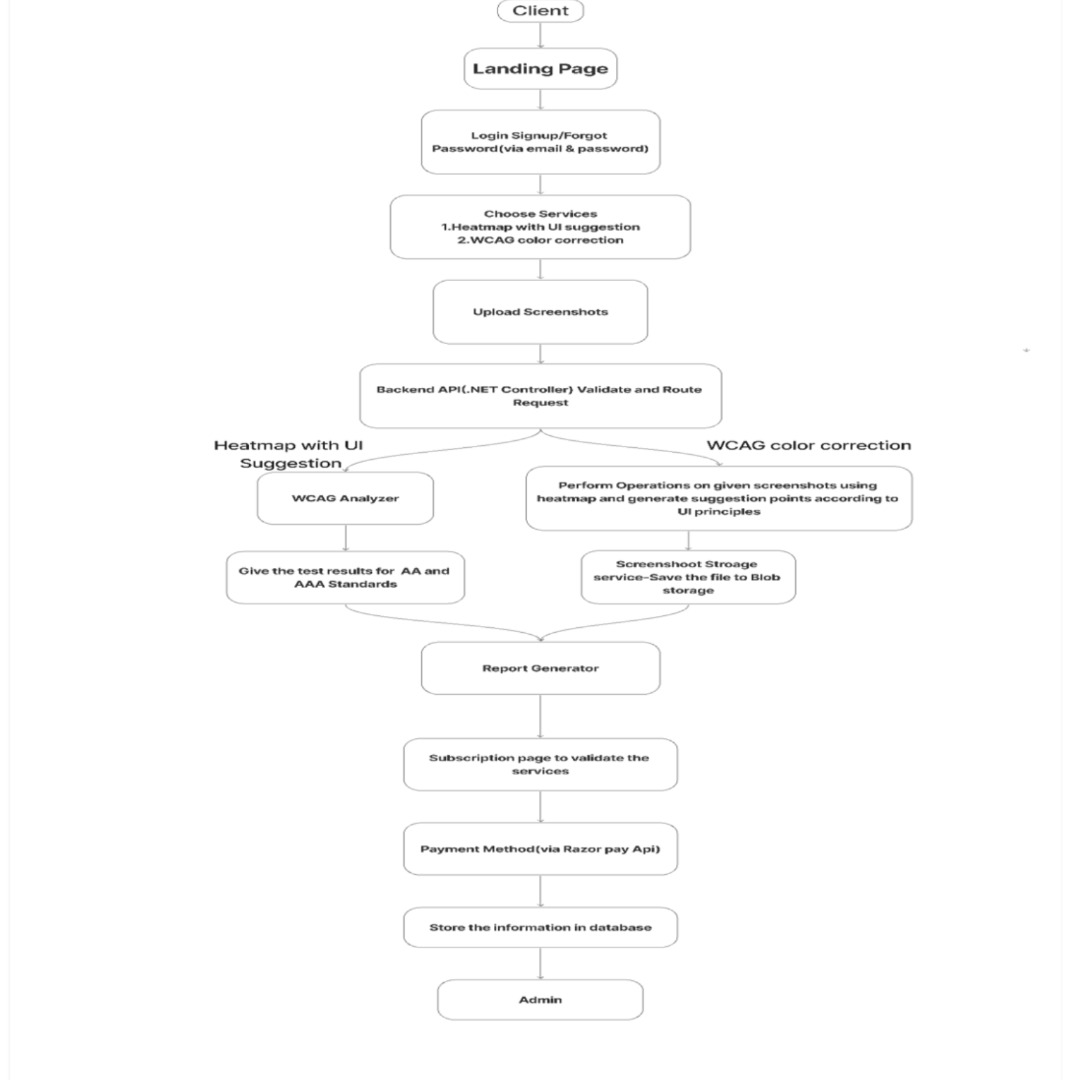 Client
Landing Page
Login Signup/Forgot
Password(via email & password)
Choose Services
1.Heatmap with UI suggestion
2.WCAG color correction
Upload Screenshots
Backend API(.NET Controller) Validate and Route
Request
Heatmap with UI
Suggestion
WCAG color correction
WCAG Analyzer
Perform Operations on given screenshots using
heatmap and generate suggestion points according to
UI principles
Give the test results for AA and
AAA Standards
Screenshoot Stroage
service-Save the file to Blob
storage
Report Generator
Subscription page to validate the
services
Payment Method(via Razor pay Api)
Store the information in database
Admin